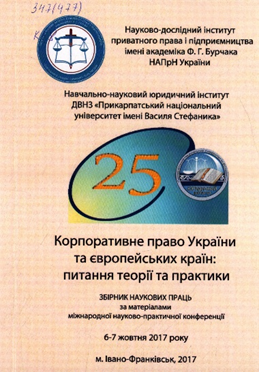 347(477)
Науково-дослідний інститут
приватного права і підприємництва
імені академіка Ф. Г. Бурчака
НАПрН України
Навчально-науковий юридичний інститут
ДВНЗ «Прикарпатський національний
університет імені Василя Стефаника»
25
Корпоративне право України
та європейських країн:
питання теорії та практики
ЗБІРНИК НАУКОВИХ ПРАЦЬ
за матеріалами
міжнародної науково-практичної конференції
6-7 жовтня 2017 року
м. Івано-Франківськ, 2017